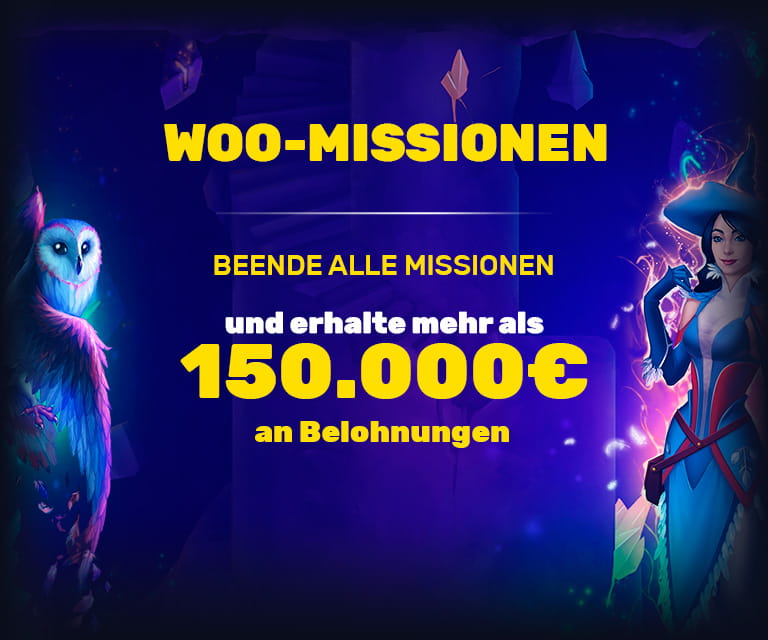 WOO-MISSIONEN
BEENDE ALLE MISSIONEN
und erhalte mehr als
150.000€
an Belohnungen